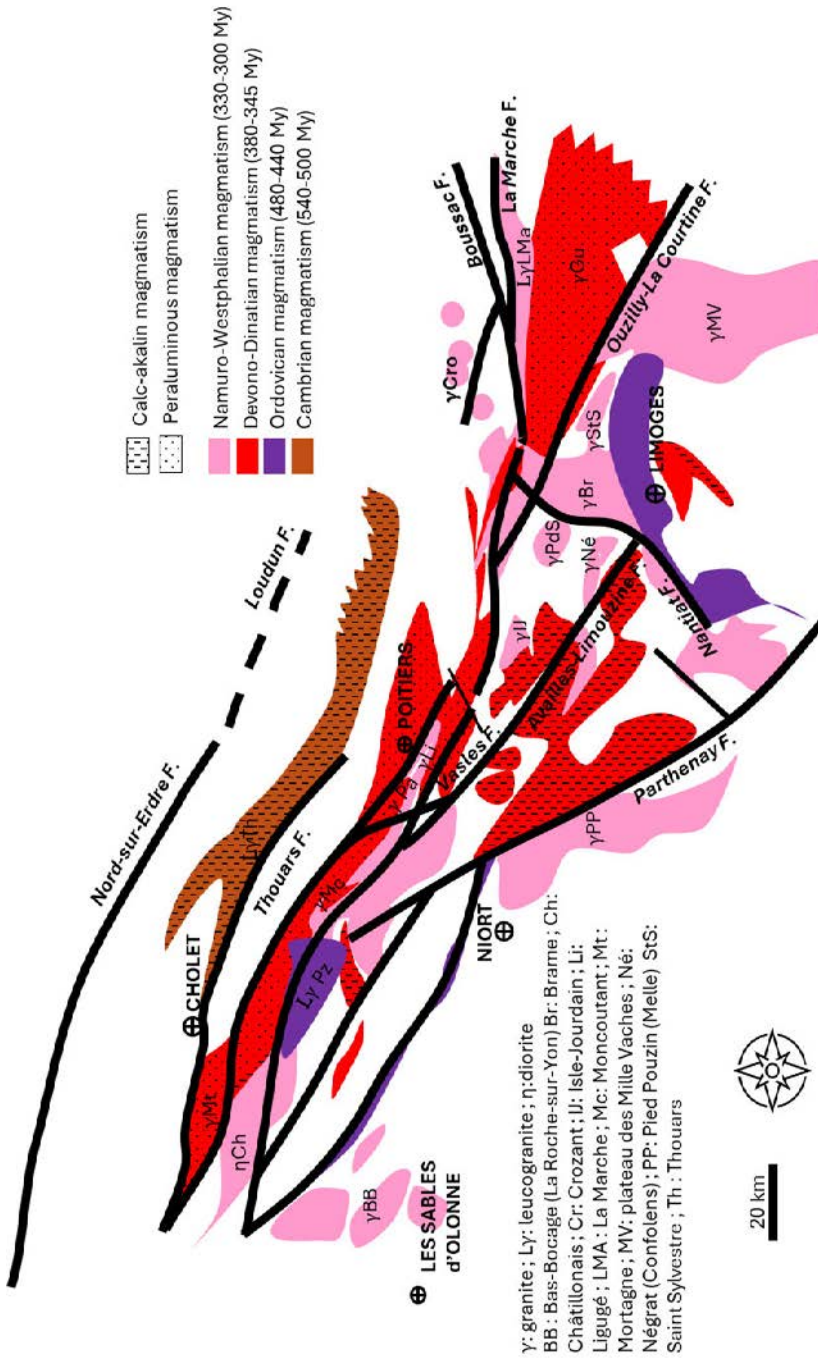 Calc-akalin magmatism
Peraluminous magmatism
Namuro-Westphalian magmatism (330-300 My)
Devono-Dinatian magmatism (380-345 My)
Ordovican magmatism (480-440 My)
Cambrian magmatism (540-500 My)
Nord-sur-Erdre F.
Loudun F.
CHOLET
LγTh
Thouars F.
γMt
ηCh
Lγ Pz
γMc
POITIERS
γPa
γLi
Vasles F.
Boussac F.
La Marche F.
γCro
LγLMa
γGu
Ouzilly-La Courtine F.
γMV
γStS
LIMOGES
γBr
γPdS
γNé
γIJ
Availles-Limouzine F.
Nantiat F.
Parthenay F.
γPP
NIORT
γBB
LES SABLES
d'OLONNE
γ: granite ; Lγ: leucogranite ; η:diorite
BB : Bas-Bocage (La Roche-sur-Yon) Br: Brame ; Ch:
Châtillonais ; Cr: Crozant ; IJ: Isle-Jourdain ; Li:
Ligugé ; LMA : La Marche ; Mc: Moncoutant ; Mt :
Mortagne ; MV: plateau des Mille Vaches ; Né:
Négrat (Confolens) ; PP: Pied Pouzin (Melle) StS:
Saint Sylvestre ; Th : Thouars
20 km